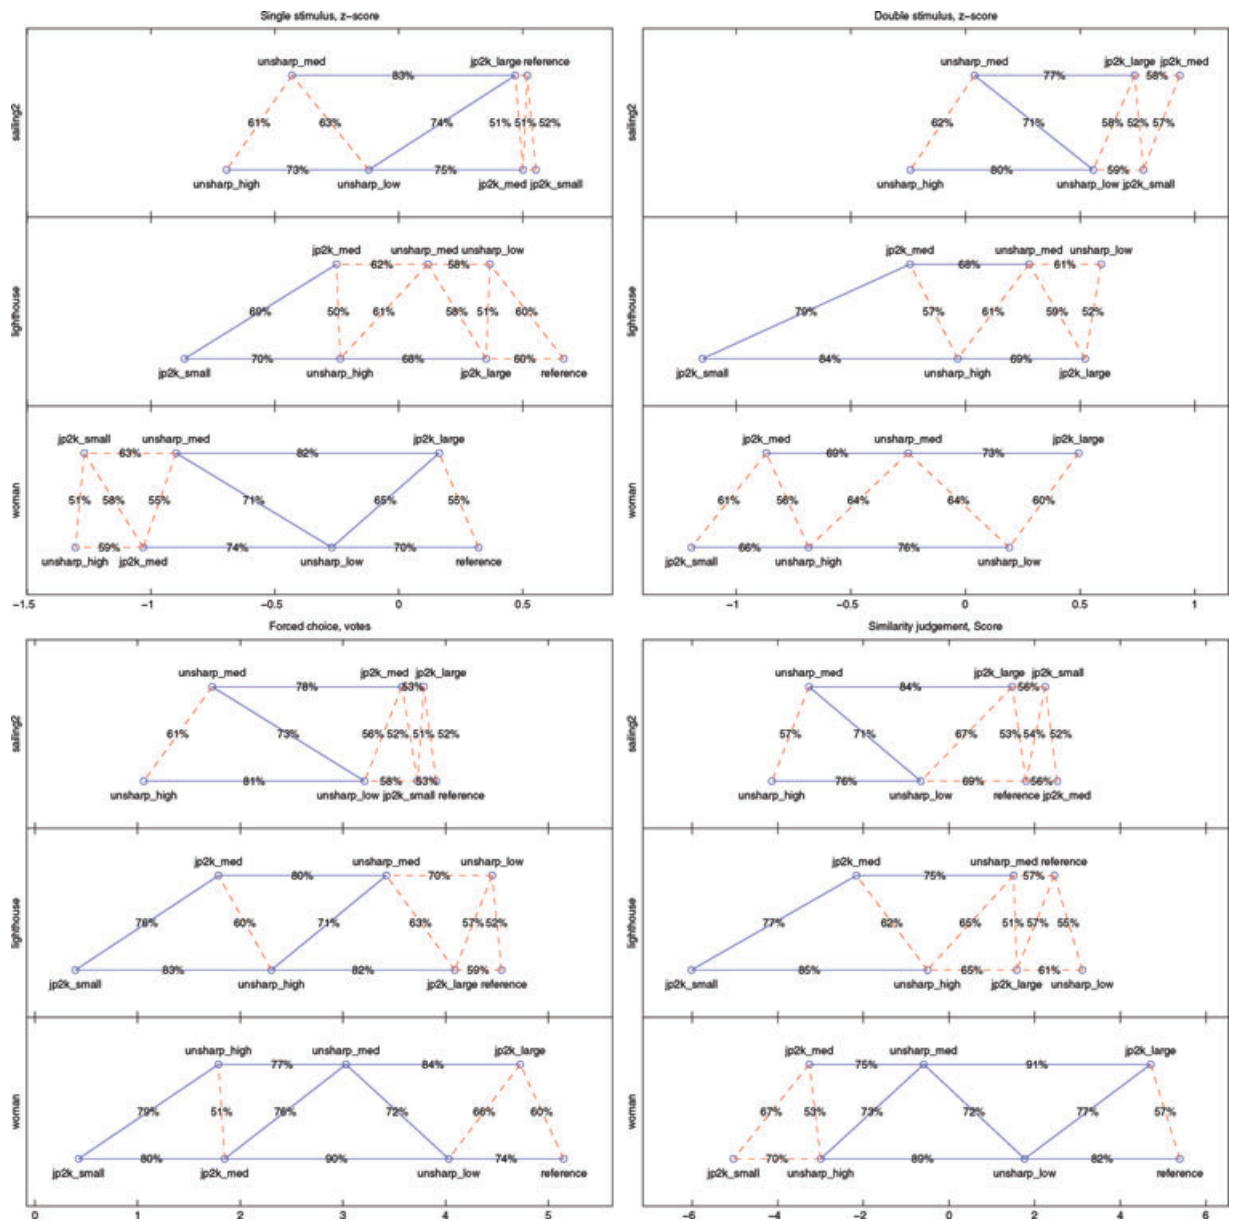 Single stimulus, z-score
sailing2
unsharp_med jp2k_large reference
83%
61% 63% 74% 51% 51% 52%
73% 75%
unsharp_high unsharp_low jp2k_med jp2k_small
lighthouse
jp2k_med unsharp_med unsharp_low
62% 58%
69% 50% 61% 58% 51% 60%
70% 68% 60%
jp2k_small unsharp_high jp2k_large reference
woman
jp2k_small unsharp_med jp2k_large
63% 82%
51% 58% 55% 71% 65% 55%
59% 74% 70%
unsharp_high jp2k_med unsharp_low reference
-1.5 -1 -0.5 0 0.5
Double stimulus, z-score
sailing2
unsharp_med jp2k_large jp2k_med
77% 58%
62% 71% 58% 52% 57%
80% 59%
unsharp_high unsharp_low jp2k_small
lighthouse
jp2k_med unsharp_med unsharp_low
68% 61%
79% 57% 61% 59% 52%
84% 69%
jp2k_small unsharp_high jp2k_large
woman
jp2k_med unsharp_med jp2k_large
69% 73%
61% 56% 64% 64% 60%
66% 76%
jp2k_small unsharp_high unsharp_low
-1 -0.5 0 0.5 1
Forced choice, votes
sailing2
unsharp_med jp2k_med jp2k_large
78% 53%
61% 73% 56% 52% 51% 52%
81% 58% 53%
unsharp_high unsharp_low jp2k_small reference
lighthouse
jp2k_med unsharp_med unsharp_low
80% 70%
76% 60% 71% 63% 57% 52%
83% 82% 59%
jp2k_small unsharp_high jp2k_large reference
woman
unsharp_high unsharp_med jp2k_large
77% 84%
79% 51% 76% 72% 66% 60%
80% 90% 74%
jp2k_small jp2k_med unsharp_low reference
0 1 2 3 4 5
Similarity judgement, Score
sailing2
unsharp_med jp2k_large jp2k_small
84% 56%
57% 71% 67% 53% 54% 52%
76% 69% 56%
unsharp_high unsharp_low reference jp2k_med
lighthouse
jp2k_med unsharp_med reference
75% 57%
77% 62% 65% 51% 57% 55%
85% 65% 61%
jp2k_small unsharp_high jp2k_large unsharp_low
woman
jp2k_med unsharp_med jp2k_large
75% 91%
67% 53% 73% 72% 77% 57%
70% 89% 82%
jp2k_small unsharp_high unsharp_low reference
-6 -4 -2 0 2 4 6